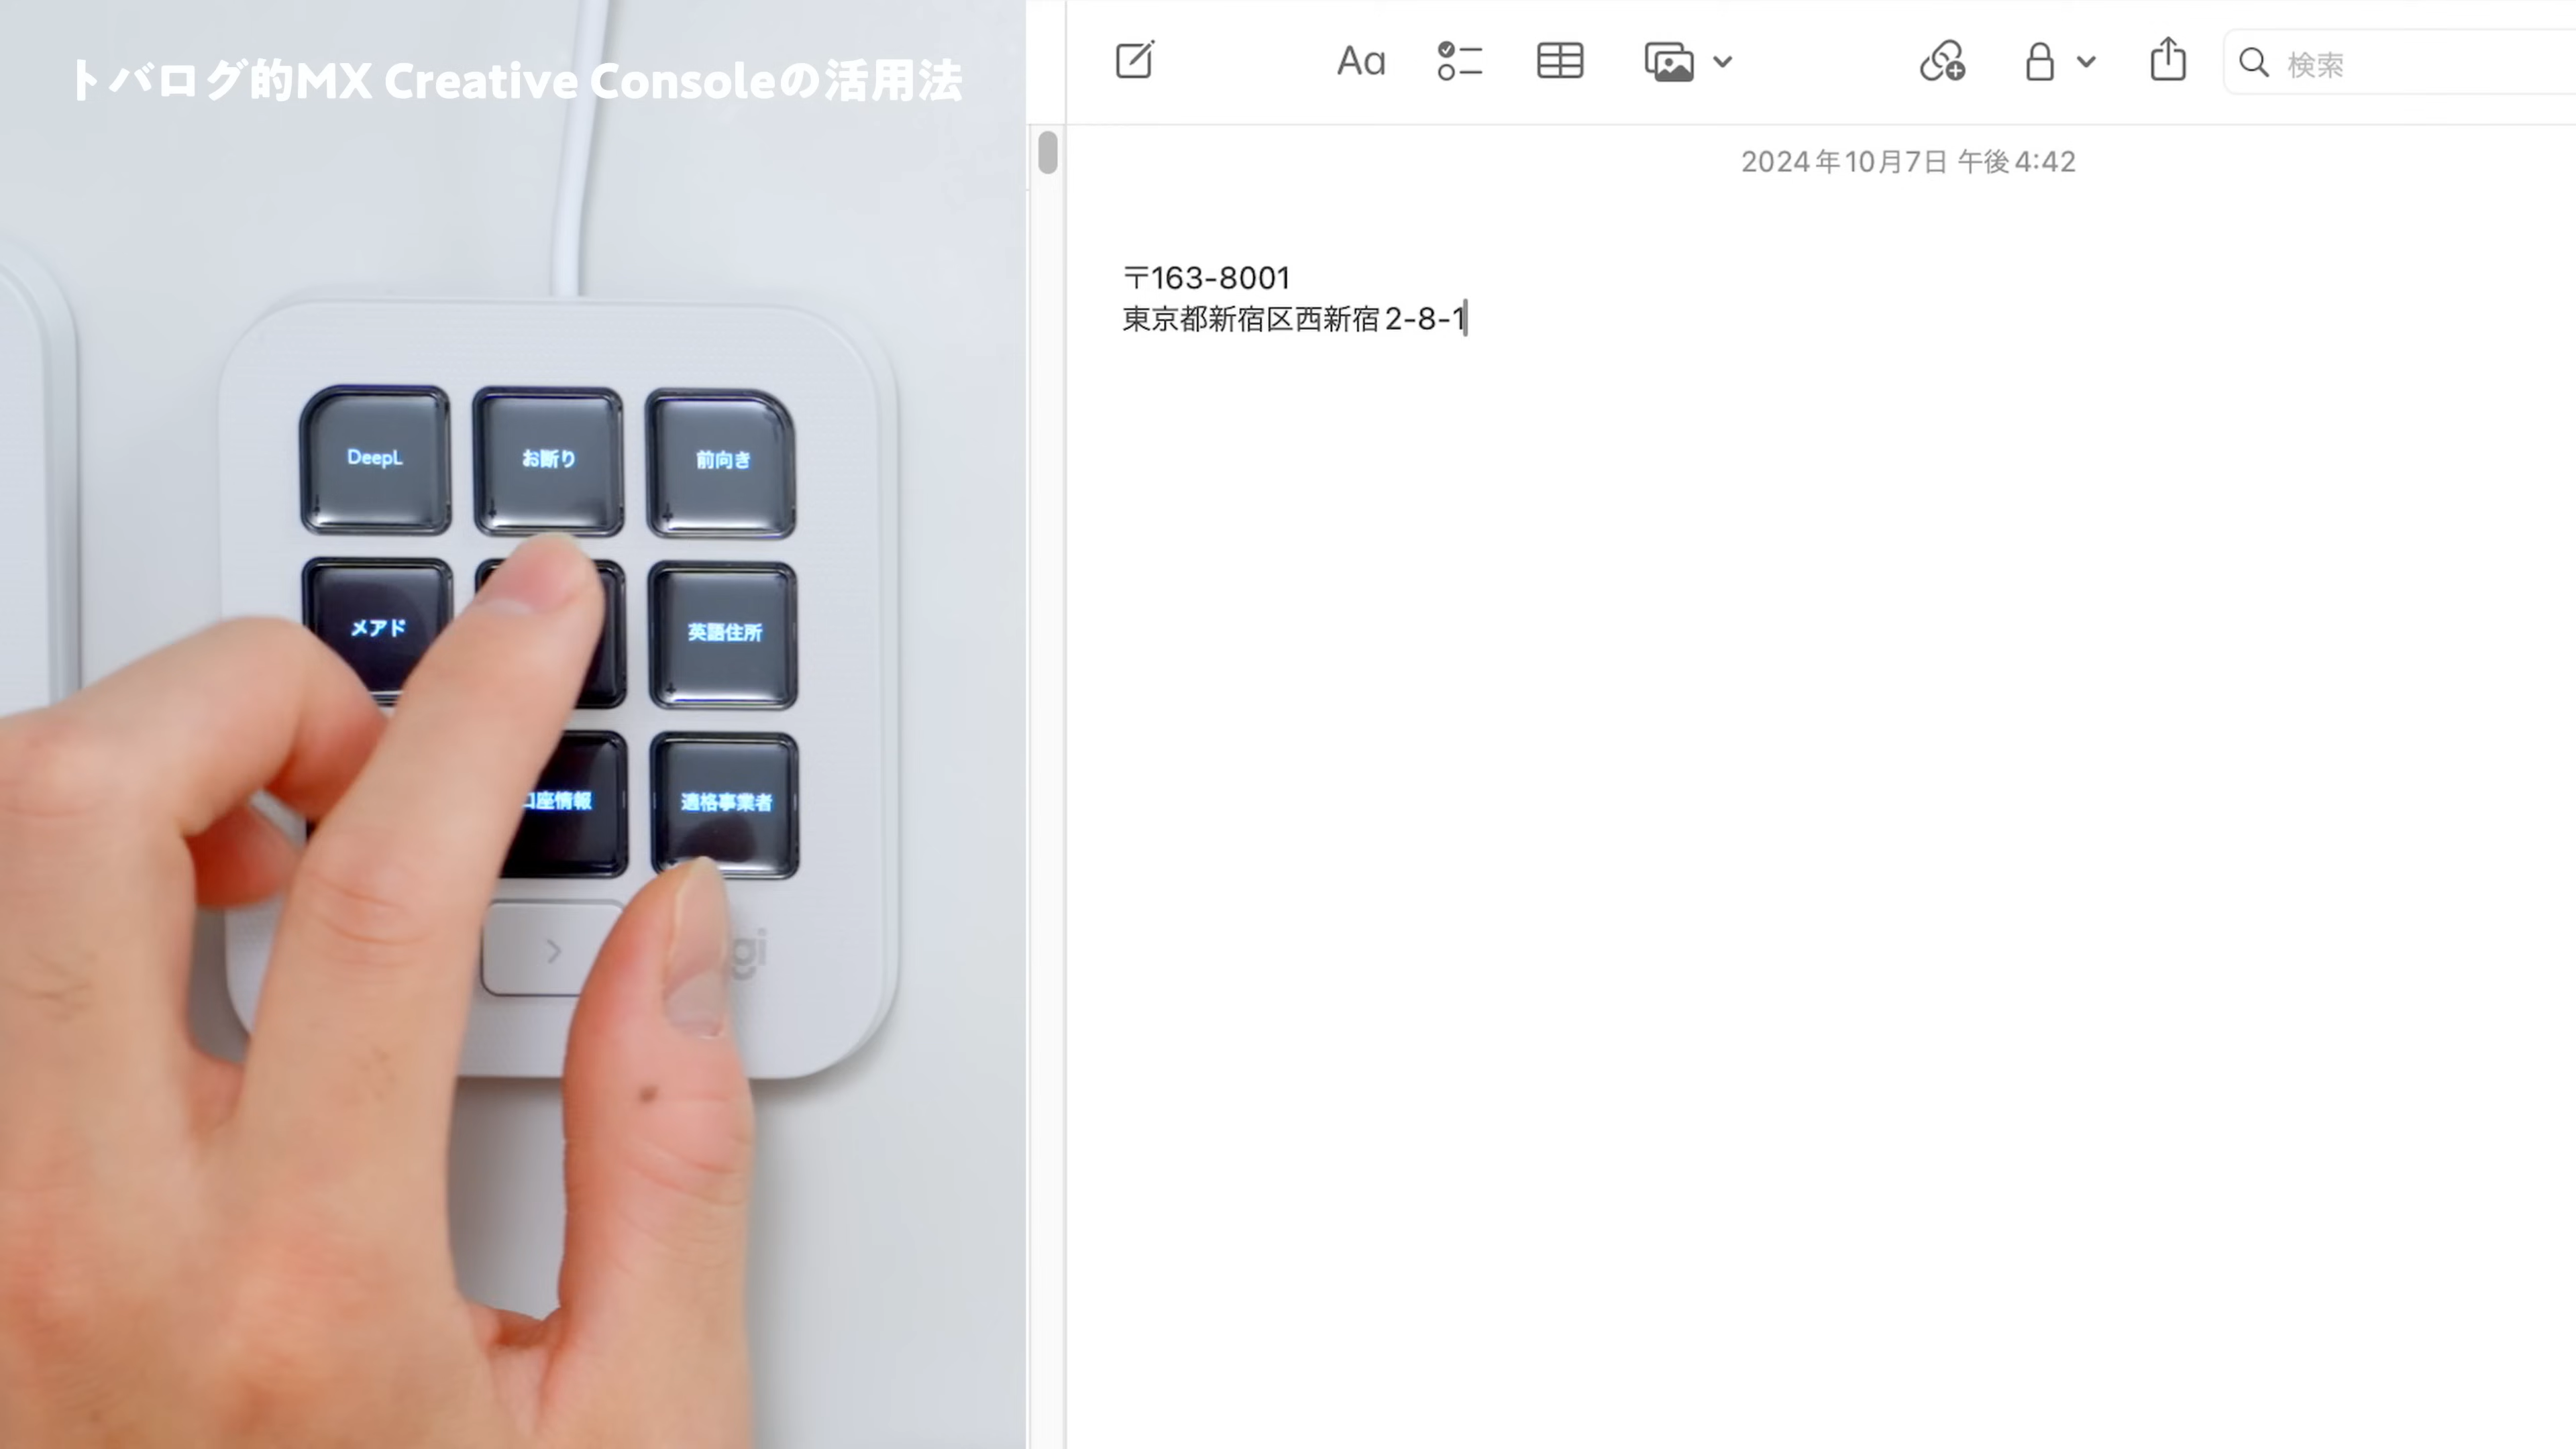 トバログ的MX Creative Consoleの活用法
DeepL
お断り
前向き
メアド
英語住所
口座情報
適格事業者
gi
Aa
検索
2024年10月7日 午後4:42
〒163-8001
東京都新宿区西新宿2-8-1